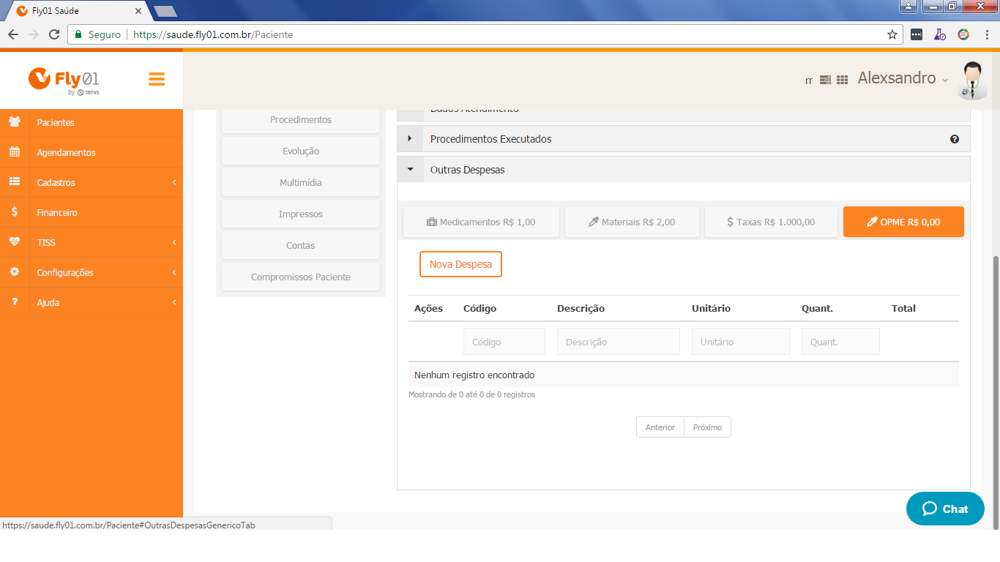 Fly01 Saúde
Seguro https://saude.fly01.com.br/Paciente
Fly01
by TOTVS
rr Alexsandro
Pacientes
Agendamentos
Cadastros
Financeiro
TISS
Configurações
Ajuda
Procedimentos
Evolução
Multimídia
Impressos
Contas
Compromissos Paciente
Dados Atendimento
Procedimentos Executados
Outras Despesas
Medicamentos R$ 1,00 Materiais R$ 2,00 $ Taxas R$ 1.000,00 OPME R$ 0,00
Nova Despesa
Ações Código Descrição Unitário Quant. Total
Código Descrição Unitário Quant.
Nenhum registro encontrado
Mostrando de 0 até 0 de 0 registros
Anterior Próximo
Chat
https://saude.fly01.com.br/Paciente#OutrasDespesasGenericoTab